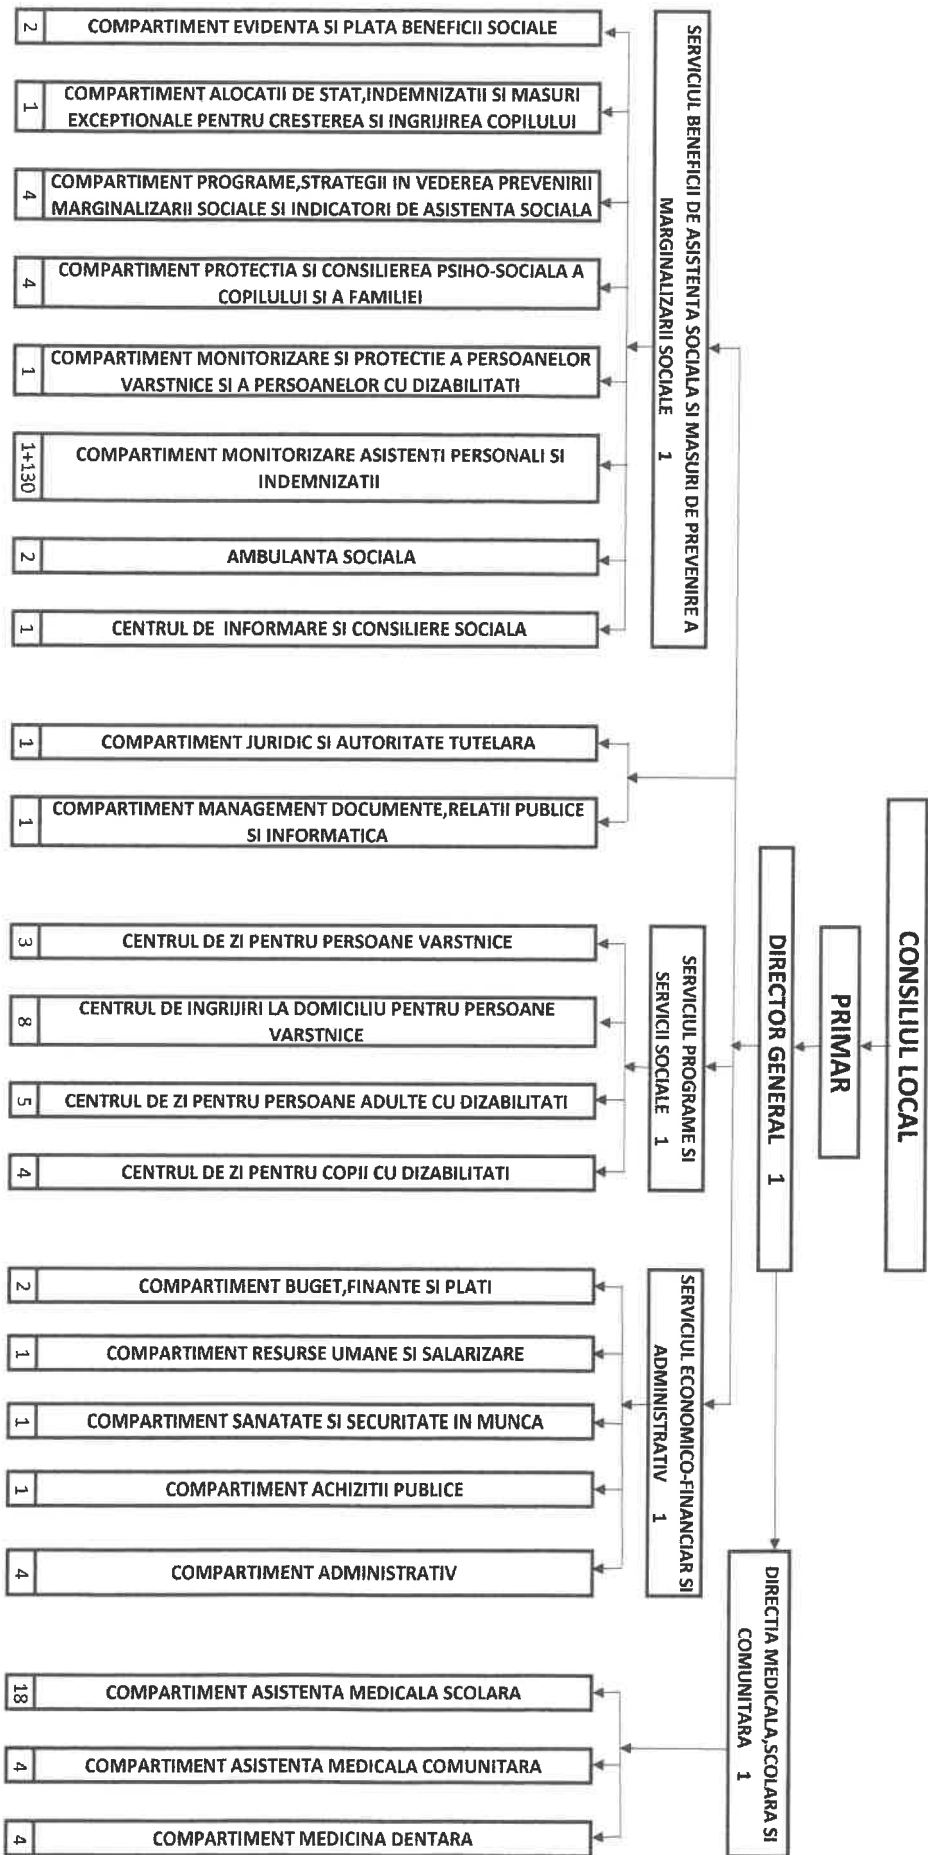 CONSILIUL LOCAL
PRIMAR
DIRECTOR GENERAL 1
DIRECTIA MEDICALA,SCOLARA SI
COMUNITARA 1
SERVICIUL BENEFICII DE ASISTENTA SOCIALA SI MASURI DE PREVENIRE A
MARGINALIZARII SOCIALE 1
SERVICIUL PROGRAME SI
SERVICII SOCIALE 1
SERVICIUL ECONOMICO-FINANCIAR SI
ADMINISTRATIV 1
COMPARTIMENT EVIDENTA SI PLATA BENEFICII SOCIALE
2
COMPARTIMENT ALOCATII DE STAT,INDEMNIZATII SI MASURI
EXCEPTIONALE PENTRU CRESTEREA SI INGRIJIREA COPILULUI
1
COMPARTIMENT PROGRAME,STRATEGII IN VEDEREA PREVENIRII
MARGINALIZARII SOCIALE SI INDICATORI DE ASISTENTA SOCIALA
4
COMPARTIMENT PROTECTIA SI CONSILIEREA PSIHO-SOCIALA A
COPILULUI SI A FAMILIEI
4
COMPARTIMENT MONITORIZARE SI PROTECTIE A PERSOANELOR
VARSTNICE SI A PERSOANELOR CU DIZABILITATI
1
COMPARTIMENT MONITORIZARE ASISTENTI PERSONALI SI
INDEMNIZATII
1+130
AMBULANTA SOCIALA
2
CENTRUL DE INFORMARE SI CONSILIERE SOCIALA
1
COMPARTIMENT JURIDIC SI AUTORITATE TUTELARA
1
COMPARTIMENT MANAGEMENT DOCUMENTE,RELATII PUBLICE
SI INFORMATICA
1
CENTRUL DE ZI PENTRU PERSOANE VARSTNICE
3
CENTRUL DE INGRIJIRI LA DOMICILIU PENTRU PERSOANE
VARSTNICE
8
CENTRUL DE ZI PENTRU PERSOANE ADULTE CU DIZABILITATI
5
CENTRUL DE ZI PENTRU COPII CU DIZABILITATI
4
COMPARTIMENT BUGET,FINANTE SI PLATI
2
COMPARTIMENT RESURSE UMANE SI SALARIZARE
1
COMPARTIMENT SANATATE SI SECURITATE IN MUNCA
1
COMPARTIMENT ACHIZITII PUBLICE
1
COMPARTIMENT ADMINISTRATIV
4
COMPARTIMENT ASISTENTA MEDICALA SCOLARA
18
COMPARTIMENT ASISTENTA MEDICALA COMUNITARA
4
COMPARTIMENT MEDICINA DENTARA
4